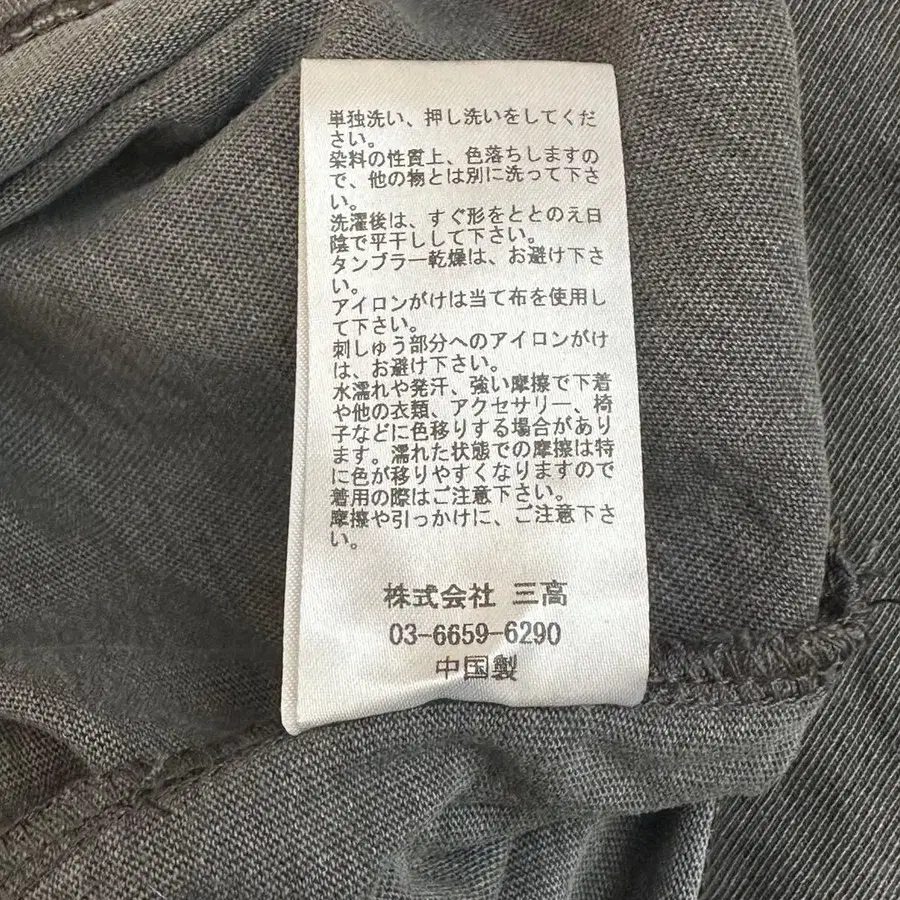 単独洗い、押し洗いをしてくだ
さい。
染料の性質上、色落ちしますの
で、他の物とは別に洗って下さ
い。
洗濯後は、すぐ形をととのえ日
陰で平干しして下さい。
タンブラー乾燥は、お避け下さ
い。
アイロンがけは当て布を使用し
て下さい。
刺しゅう部分へのアイロンがけ
は、お避け下さい。
水濡れや発汗、強い摩擦で下着
や他の衣類、アクセサリー、椅
子などに色移りする場合があり
ます。濡れた状態での摩擦は特
に色が移りやすくなりますので
着用の際はご注意下さい。
摩擦や引っかけに、ご注意下さ
い。
株式会社 三高
03-6659-6290
中国製